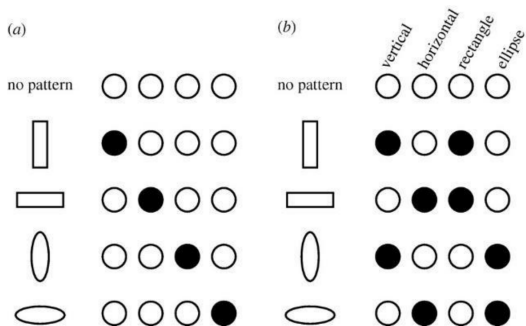 (a)
no pattern
(b)
vertical
horizontal
rectangle
ellipse
no pattern